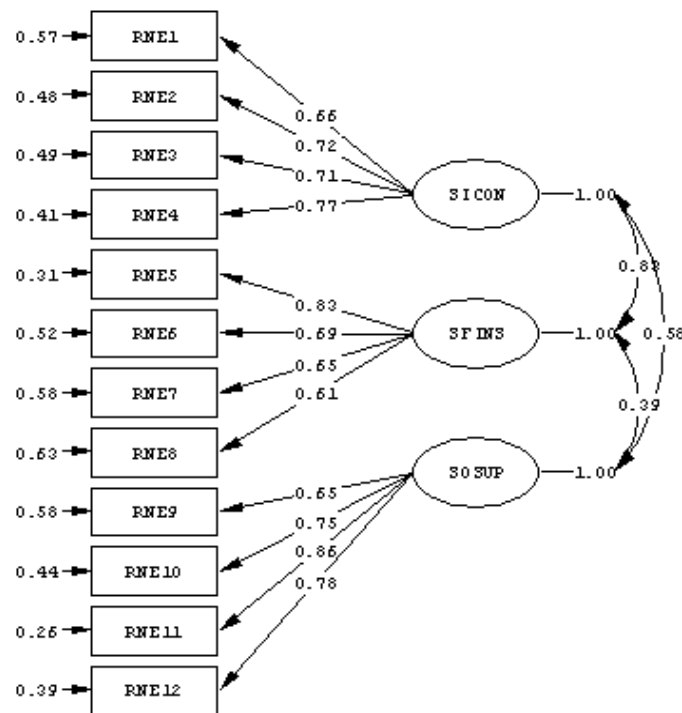 0.57 RNE1
0.66
0.48 RNE2
0.72
0.49 RNE3
0.71
SICON 1.00
0.77
0.41 RNE4
0.31 RNE5
0.83
0.52 RNE6
0.69
SFINS 1.00
0.58
0.65
0.58 RNE7
0.61
0.39
0.63 RNE8
SOSUP 1.00
0.65
0.58 RNE9
0.75
0.86
0.44 RNE10
0.78
0.26 RNE11
0.39 RNE12